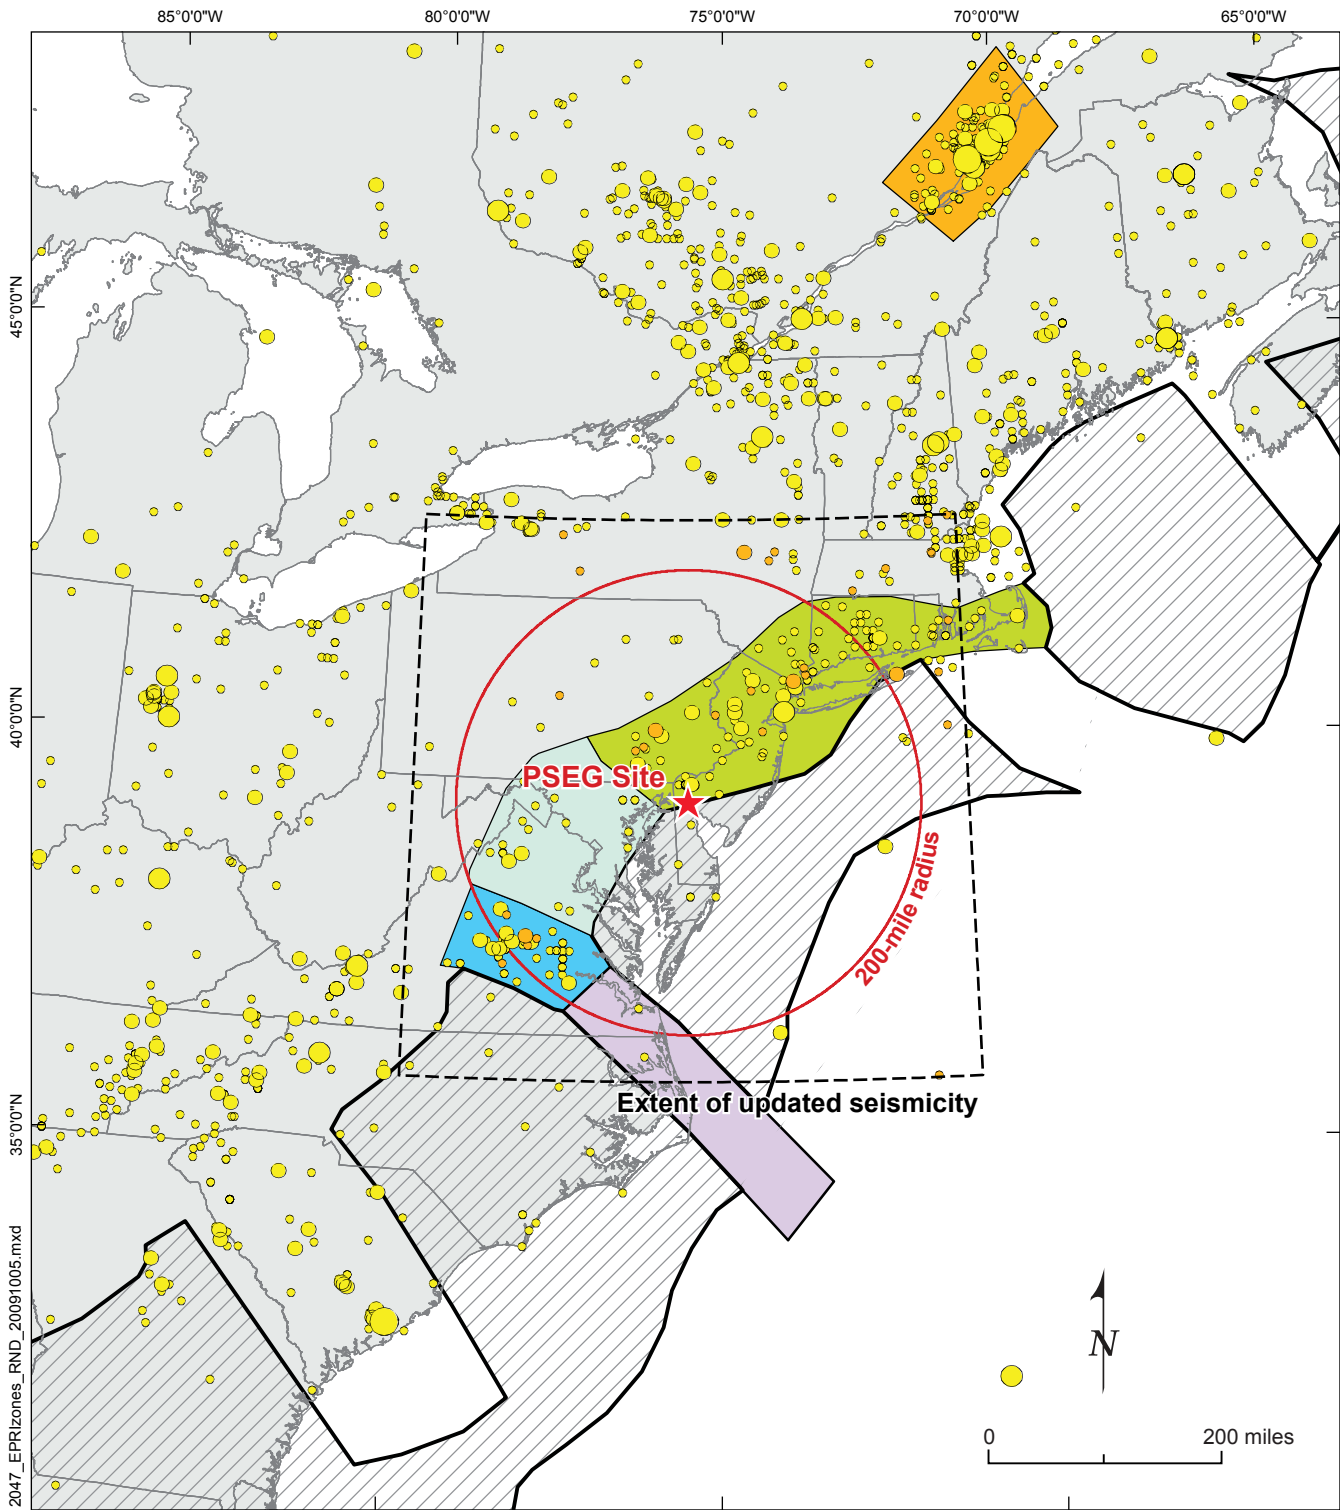 85°0'0"W
80°0'0"W
75°0'0"W
70°0'0"W
65°0'0"W
45°0'0"N
40°0'0"N
35°0'0"N
PSEG Site
200-mile radius
Extent of updated seismicity
N
0
200 miles
2047_EPRIzones_RND_20091005.mxd